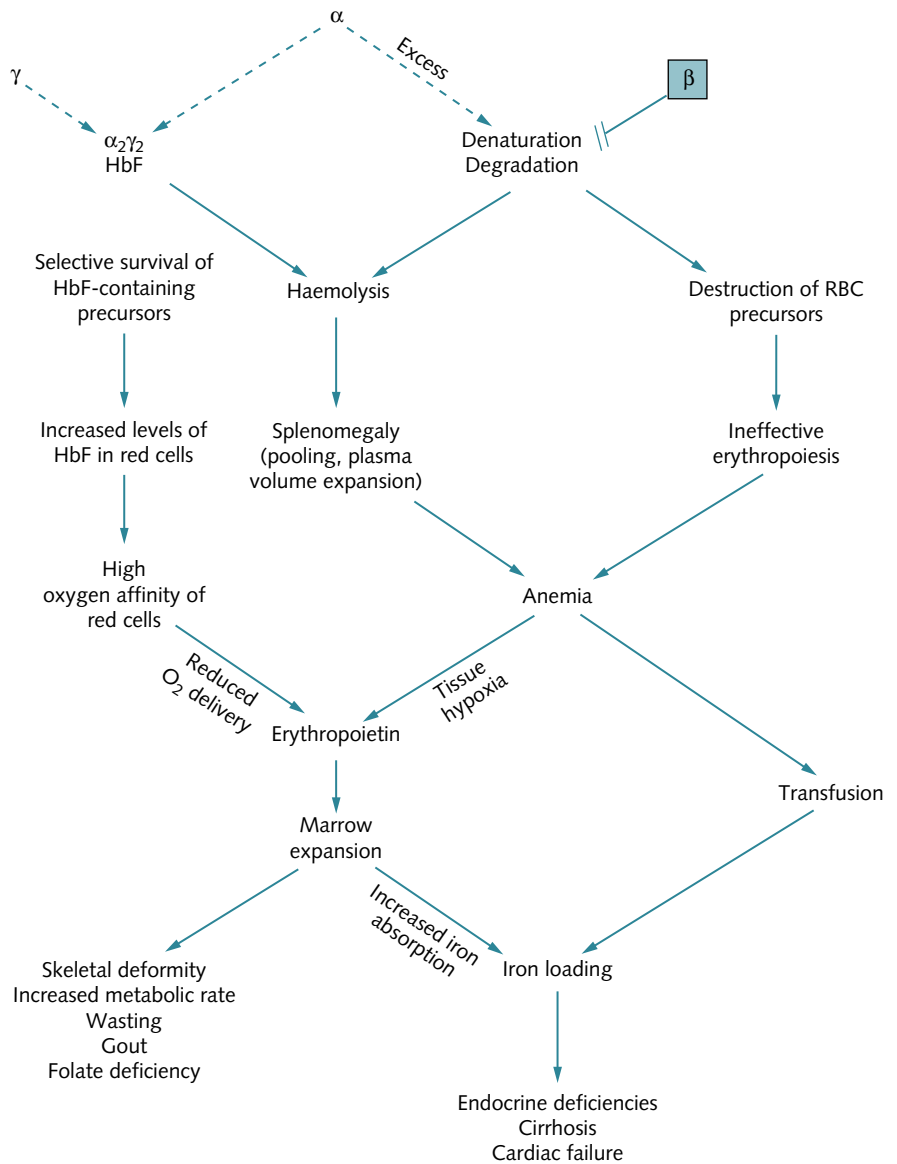 α
γ
Excess
β
α₂γ₂
HbF
Denaturation
Degradation
Selective survival of
HbF-containing
precursors
Haemolysis
Destruction of RBC
precursors
Increased levels of
HbF in red cells
Splenomegaly
(pooling, plasma
volume expansion)
Ineffective
erythropoiesis
High
oxygen affinity of
red cells
Anemia
Reduced
O₂ delivery
Tissue
hypoxia
Erythropoietin
Transfusion
Marrow
expansion
Increased iron
absorption
Skeletal deformity
Increased metabolic rate
Wasting
Gout
Folate deficiency
Iron loading
Endocrine deficiencies
Cirrhosis
Cardiac failure